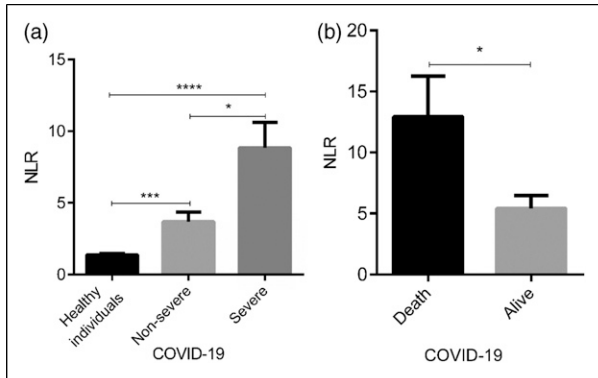 (a)
15
10
5
0
NLR
****
*
***
Healthy
individuals
Non-severe
Severe
COVID-19
(b)
20
15
10
5
0
NLR
*
Death
Alive
COVID-19